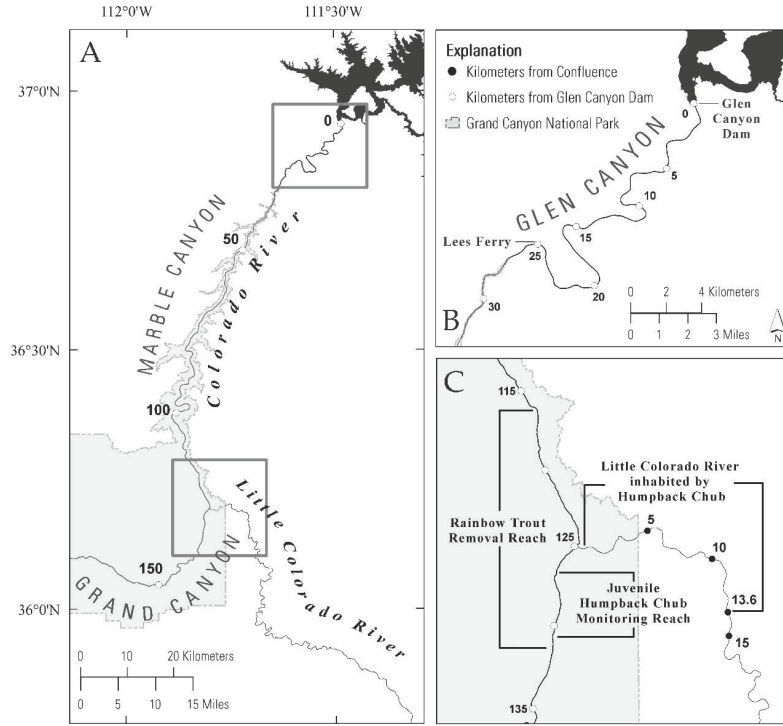 112°0'W
111°30'W
A
37°0'N
36°30'N
36°0'N
0
50
100
150
MARBLE CANYON
Colorado River
Little Colorado River
GRAND CANYON
0 10 20 Kilometers
0 5 10 15 Miles
Explanation
Kilometers from Confluence
Kilometers from Glen Canyon Dam
Grand Canyon National Park
0
Glen
Canyon
Dam
GLEN CANYON
5
10
15
Lees Ferry
25
20
30
0 2 4 Kilometers
0 1 2 3 Miles
B
N
C
115
Little Colorado River
inhabited by
Humpback Chub
Rainbow Trout
Removal Reach
125
5
10
13.6
15
Juvenile
Humpback Chub
Monitoring Reach
135